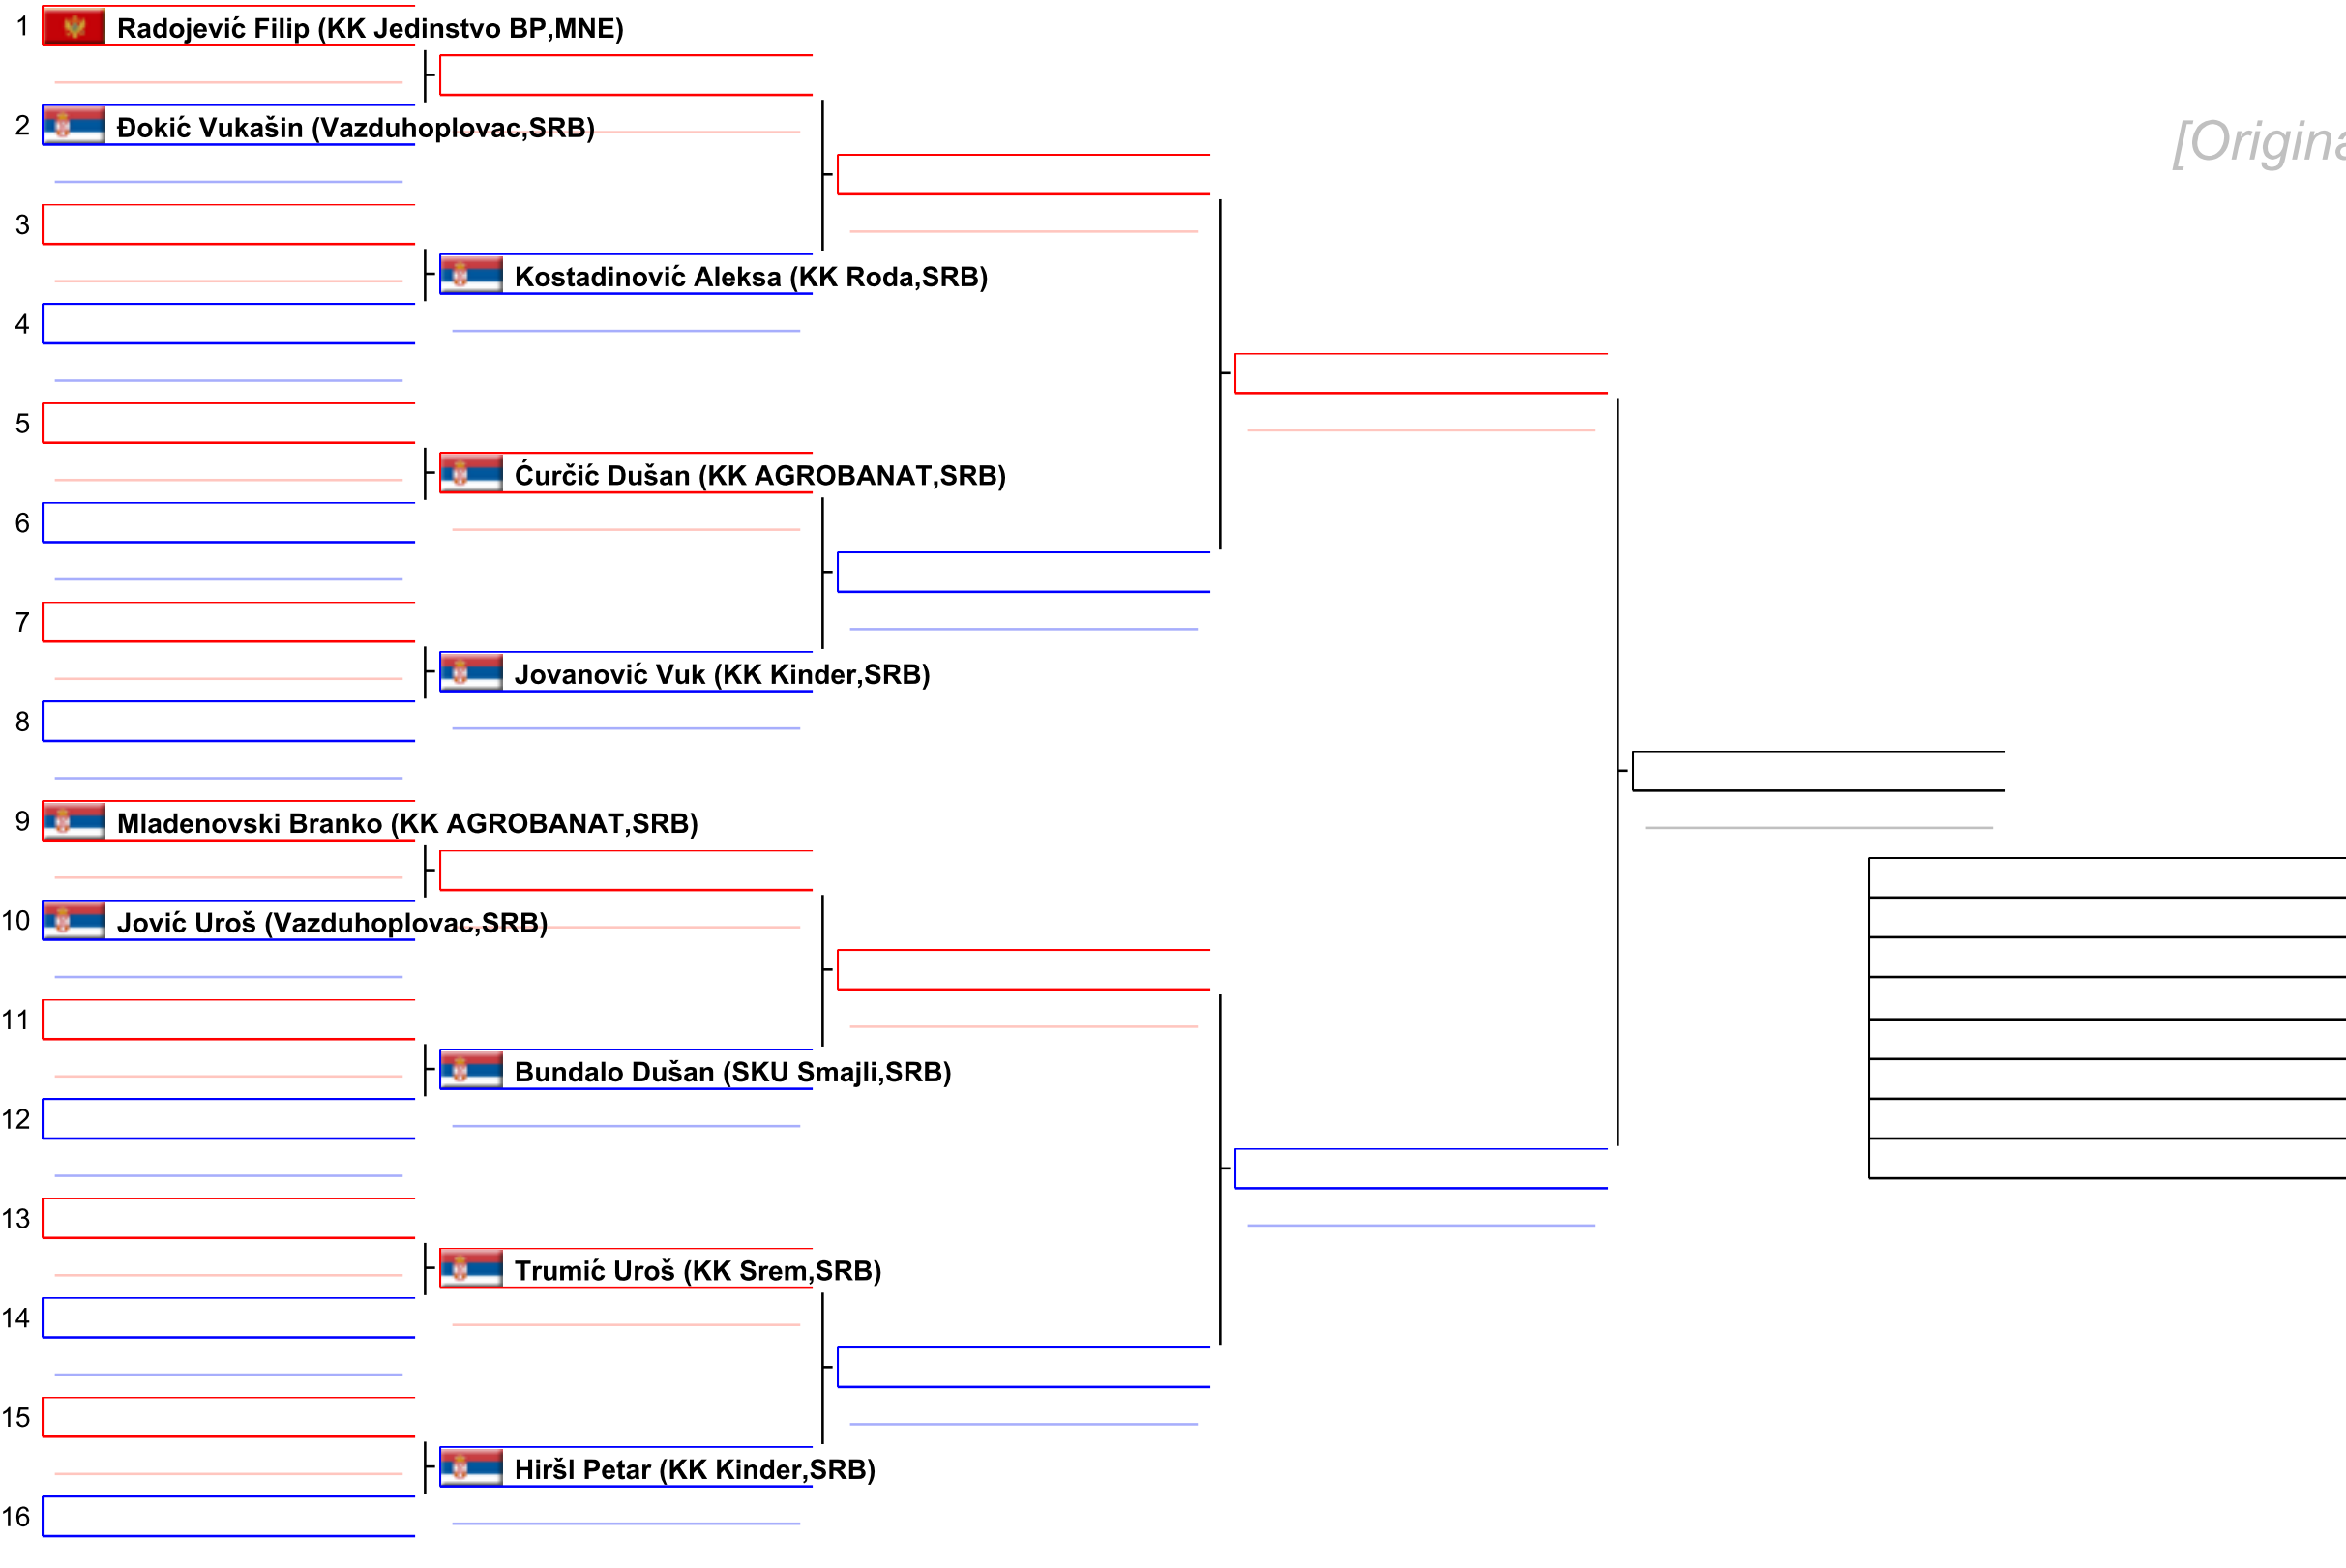 1 Radojević Filip (KK Jedinstvo BP,MNE)
2 Đokić Vukašin (Vazduhoplovac,SRB)
[Origina
3
Kostadinović Aleksa (KK Roda,SRB)
4
5
Ćurčić Dušan (KK AGROBANAT,SRB)
6
7
Jovanović Vuk (KK Kinder,SRB)
8
9 Mladenovski Branko (KK AGROBANAT,SRB)
10 Jović Uroš (Vazduhoplovac,SRB)
11
Bundalo Dušan (SKU Smajli,SRB)
12
13
Trumić Uroš (KK Srem,SRB)
14
15
Hiršl Petar (KK Kinder,SRB)
16